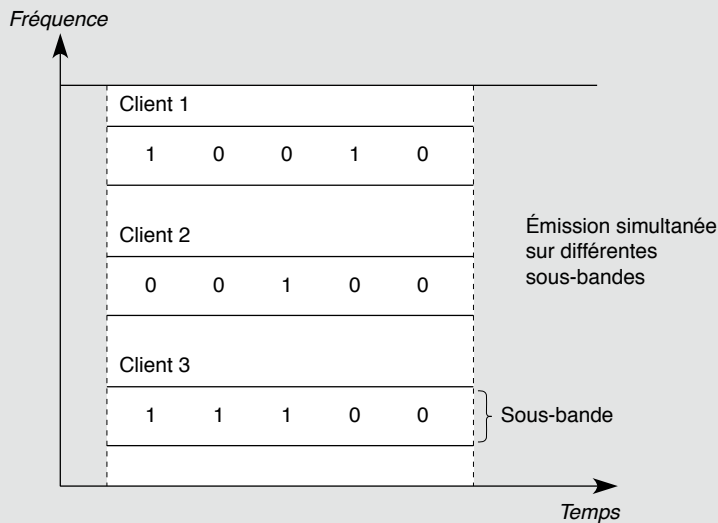 Fréquence
Client 1
1 0 0 1 0
Client 2
0 0 1 0 0
Émission simultanée
sur différentes
sous-bandes
Client 3
1 1 1 0 0
Sous-bande
Temps